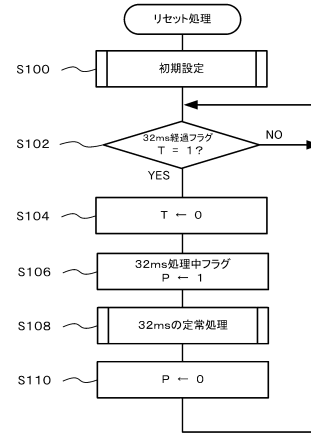 リセット処理
S100
初期設定
S102
32ms経過フラグ
T = 1?
NO
YES
S104
T ← 0
S106
32ms処理中フラグ
P ← 1
S108
32msの定常処理
S110
P ← 0